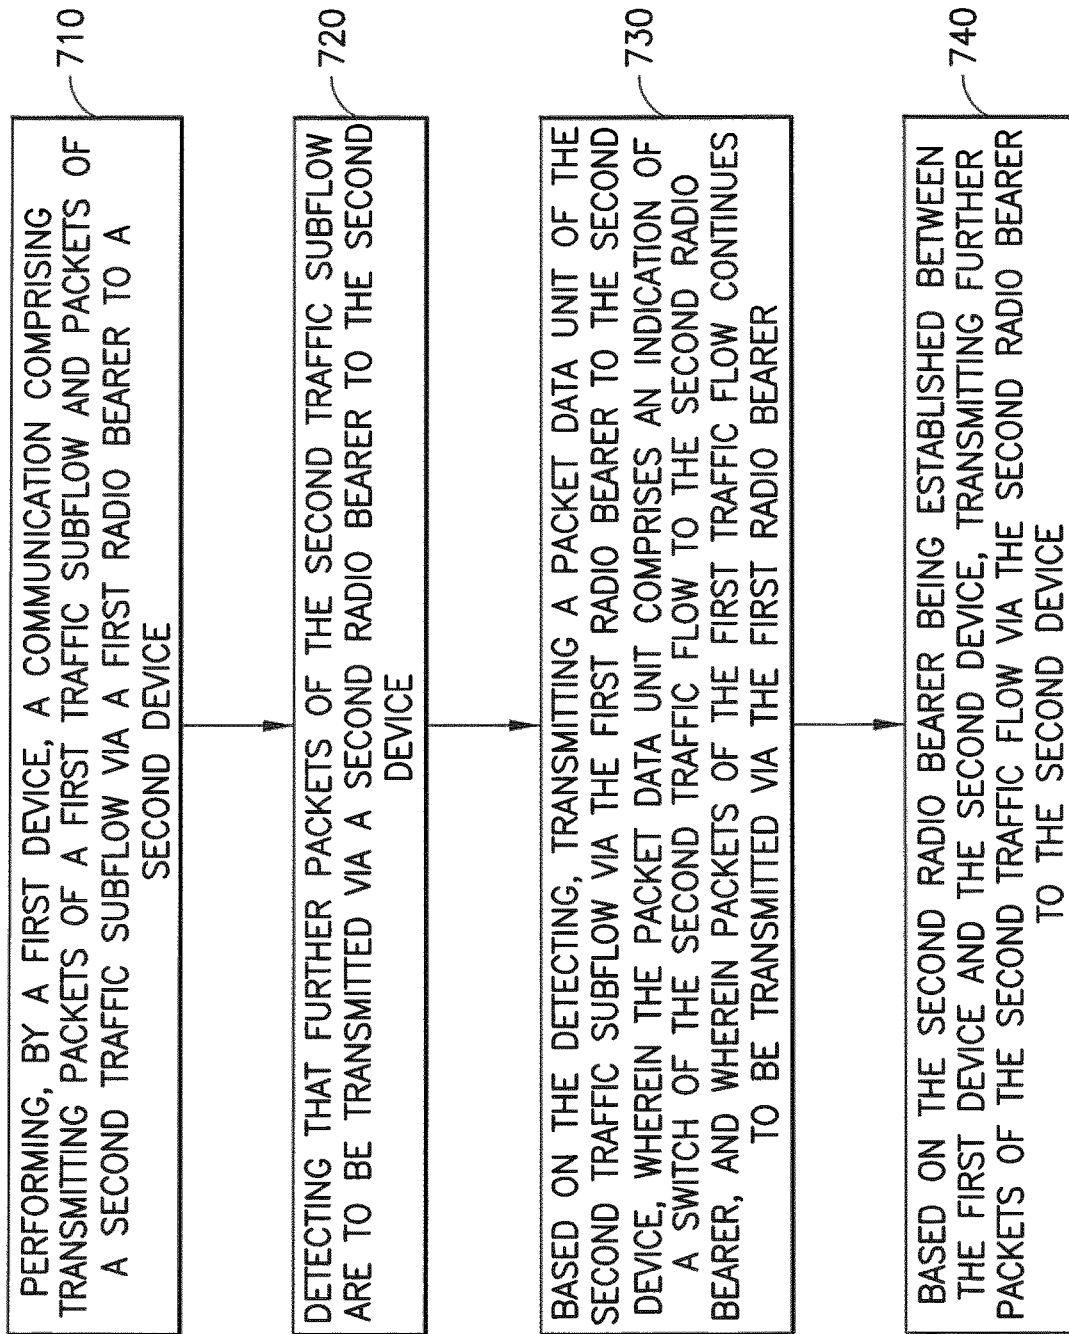 710
PERFORMING, BY A FIRST DEVICE, A COMMUNICATION COMPRISING
TRANSMITTING PACKETS OF A FIRST TRAFFIC SUBFLOW AND PACKETS OF
A SECOND TRAFFIC SUBFLOW VIA A FIRST RADIO BEARER TO A
SECOND DEVICE
720
DETECTING THAT FURTHER PACKETS OF THE SECOND TRAFFIC SUBFLOW
ARE TO BE TRANSMITTED VIA A SECOND RADIO BEARER TO THE SECOND
DEVICE
730
BASED ON THE DETECTING, TRANSMITTING A PACKET DATA UNIT OF THE
SECOND TRAFFIC SUBFLOW VIA THE FIRST RADIO BEARER TO THE SECOND
DEVICE, WHEREIN THE PACKET DATA UNIT COMPRISES AN INDICATION OF
A SWITCH OF THE SECOND TRAFFIC FLOW TO THE SECOND RADIO
BEARER, AND WHEREIN PACKETS OF THE FIRST TRAFFIC FLOW CONTINUES
TO BE TRANSMITTED VIA THE FIRST RADIO BEARER
740
BASED ON THE SECOND RADIO BEARER BEING ESTABLISHED BETWEEN
THE FIRST DEVICE AND THE SECOND DEVICE, TRANSMITTING FURTHER
PACKETS OF THE SECOND TRAFFIC FLOW VIA THE SECOND RADIO BEARER
TO THE SECOND DEVICE